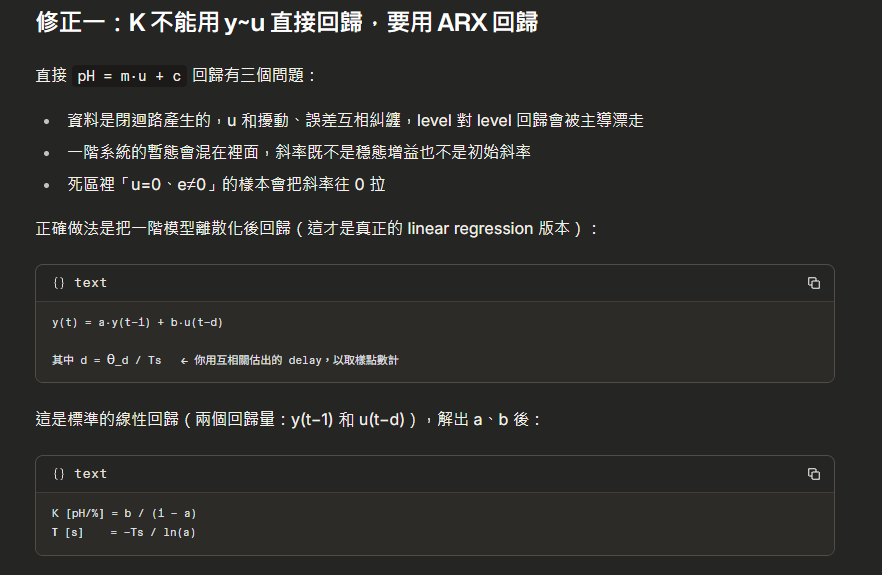 修正一：K 不能用 y~u 直接回歸，要用 ARX 回歸
直接 pH = m·u + c 回歸有三個問題：
• 資料是閉迴路產生的，u 和擾動、誤差互相糾纏，level 對 level 回歸會被主導漂走
• 一階系統的暫態會混在裡面，斜率既不是穩態增益也不是初始斜率
• 死區裡「u=0、e≠0」的樣本會把斜率往 0 拉
正確做法是把一階模型離散化後回歸（這才是真正的 linear regression 版本）：
{} text
y(t) = a·y(t-1) + b·u(t-d)
其中 d = θ_d / Ts ← 你用互相關估出的 delay，以取樣點數計
這是標準的線性回歸（兩個回歸量：y(t−1) 和 u(t−d)），解出 a、b 後：
{} text
K [pH/%] = b / (1 - a)
T [s] = -Ts / ln(a)